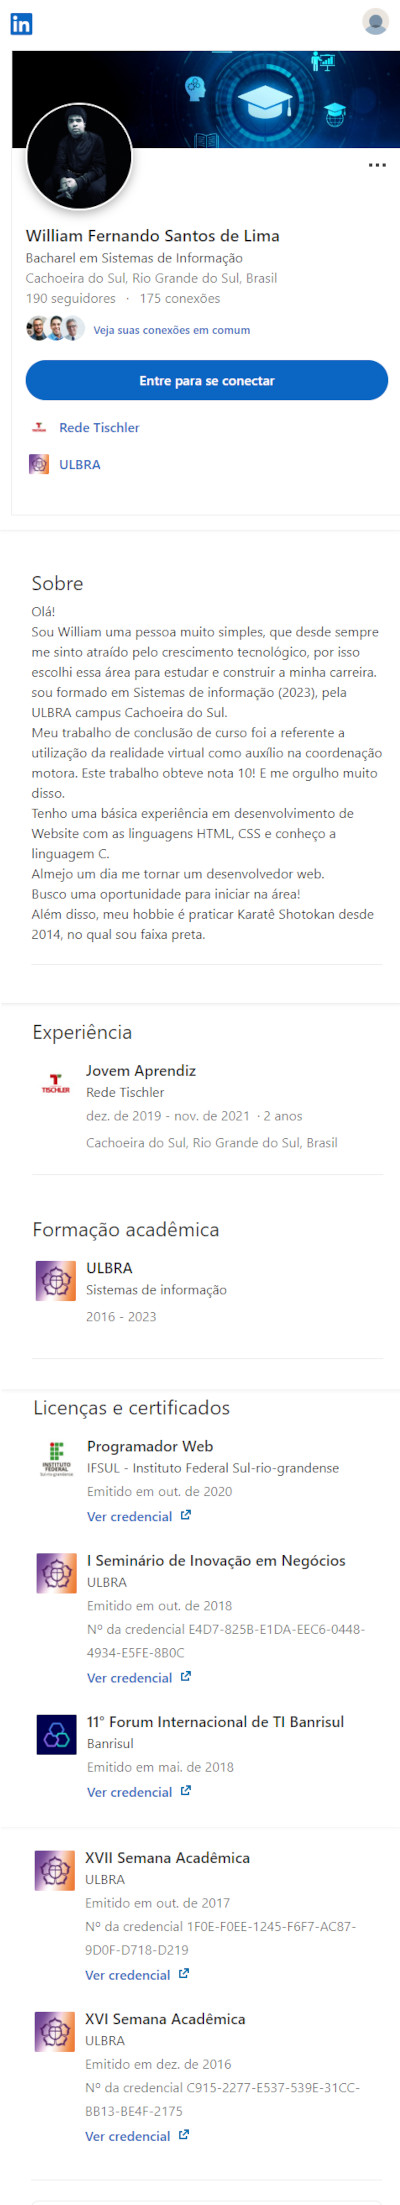 in
William Fernando Santos de Lima
Bacharel em Sistemas de Informação
Cachoeira do Sul, Rio Grande do Sul, Brasil
190 seguidores · 175 conexões
Veja suas conexões em comum
Entre para se conectar
Rede Tischler
ULBRA
Sobre
Olá!
Sou William uma pessoa muito simples, que desde sempre
me sinto atraído pelo crescimento tecnológico, por isso
escolhi essa área para estudar e construir a minha carreira.
sou formado em Sistemas de informação (2023), pela
ULBRA campus Cachoeira do Sul.
Meu trabalho de conclusão de curso foi a referente a
utilização da realidade virtual como auxílio na coordenação
motora. Este trabalho obteve nota 10! E me orgulho muito
disso.
Tenho uma básica experiência em desenvolvimento de
Website com as linguagens HTML, CSS e conheço a
linguagem C.
Almejo um dia me tornar um desenvolvedor web.
Busco uma oportunidade para iniciar na área!
Além disso, meu hobbie é praticar Karatê Shotokan desde
2014, no qual sou faixa preta.
Experiência
Jovem Aprendiz
TISCHLER
Rede Tischler
dez. de 2019 - nov. de 2021 · 2 anos
Cachoeira do Sul, Rio Grande do Sul, Brasil
Formação acadêmica
ULBRA
Sistemas de informação
2016 - 2023
Licenças e certificados
Programador Web
INSTITUTO
FEDERAL
Sul-rio-grandense
IFSUL - Instituto Federal Sul-rio-grandense
Emitido em out. de 2020
Ver credencial
I Seminário de Inovação em Negócios
ULBRA
Emitido em out. de 2018
Nº da credencial E4D7-825B-E1DA-EEC6-0448-
4934-E5FE-8B0C
Ver credencial
11° Forum Internacional de TI Banrisul
Banrisul
Emitido em mai. de 2018
Ver credencial
XVII Semana Acadêmica
ULBRA
Emitido em out. de 2017
Nº da credencial 1F0E-F0EE-1245-F6F7-AC87-
9D0F-D718-D219
Ver credencial
XVI Semana Acadêmica
ULBRA
Emitido em dez. de 2016
Nº da credencial C915-2277-E537-539E-31CC-
BB13-BE4F-2175
Ver credencial